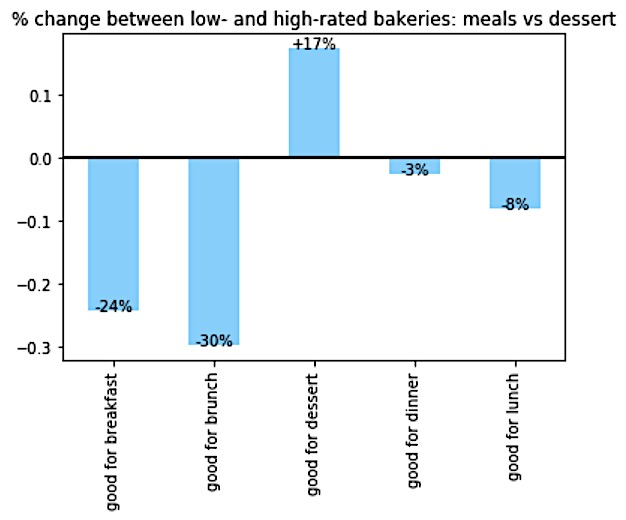 % change between low- and high-rated bakeries: meals vs dessert
+17%
0.1
0.0
-3%
−0.1
-8%
−0.2
-24%
−0.3
-30%
good for breakfast
good for brunch
good for dessert
good for dinner
good for lunch